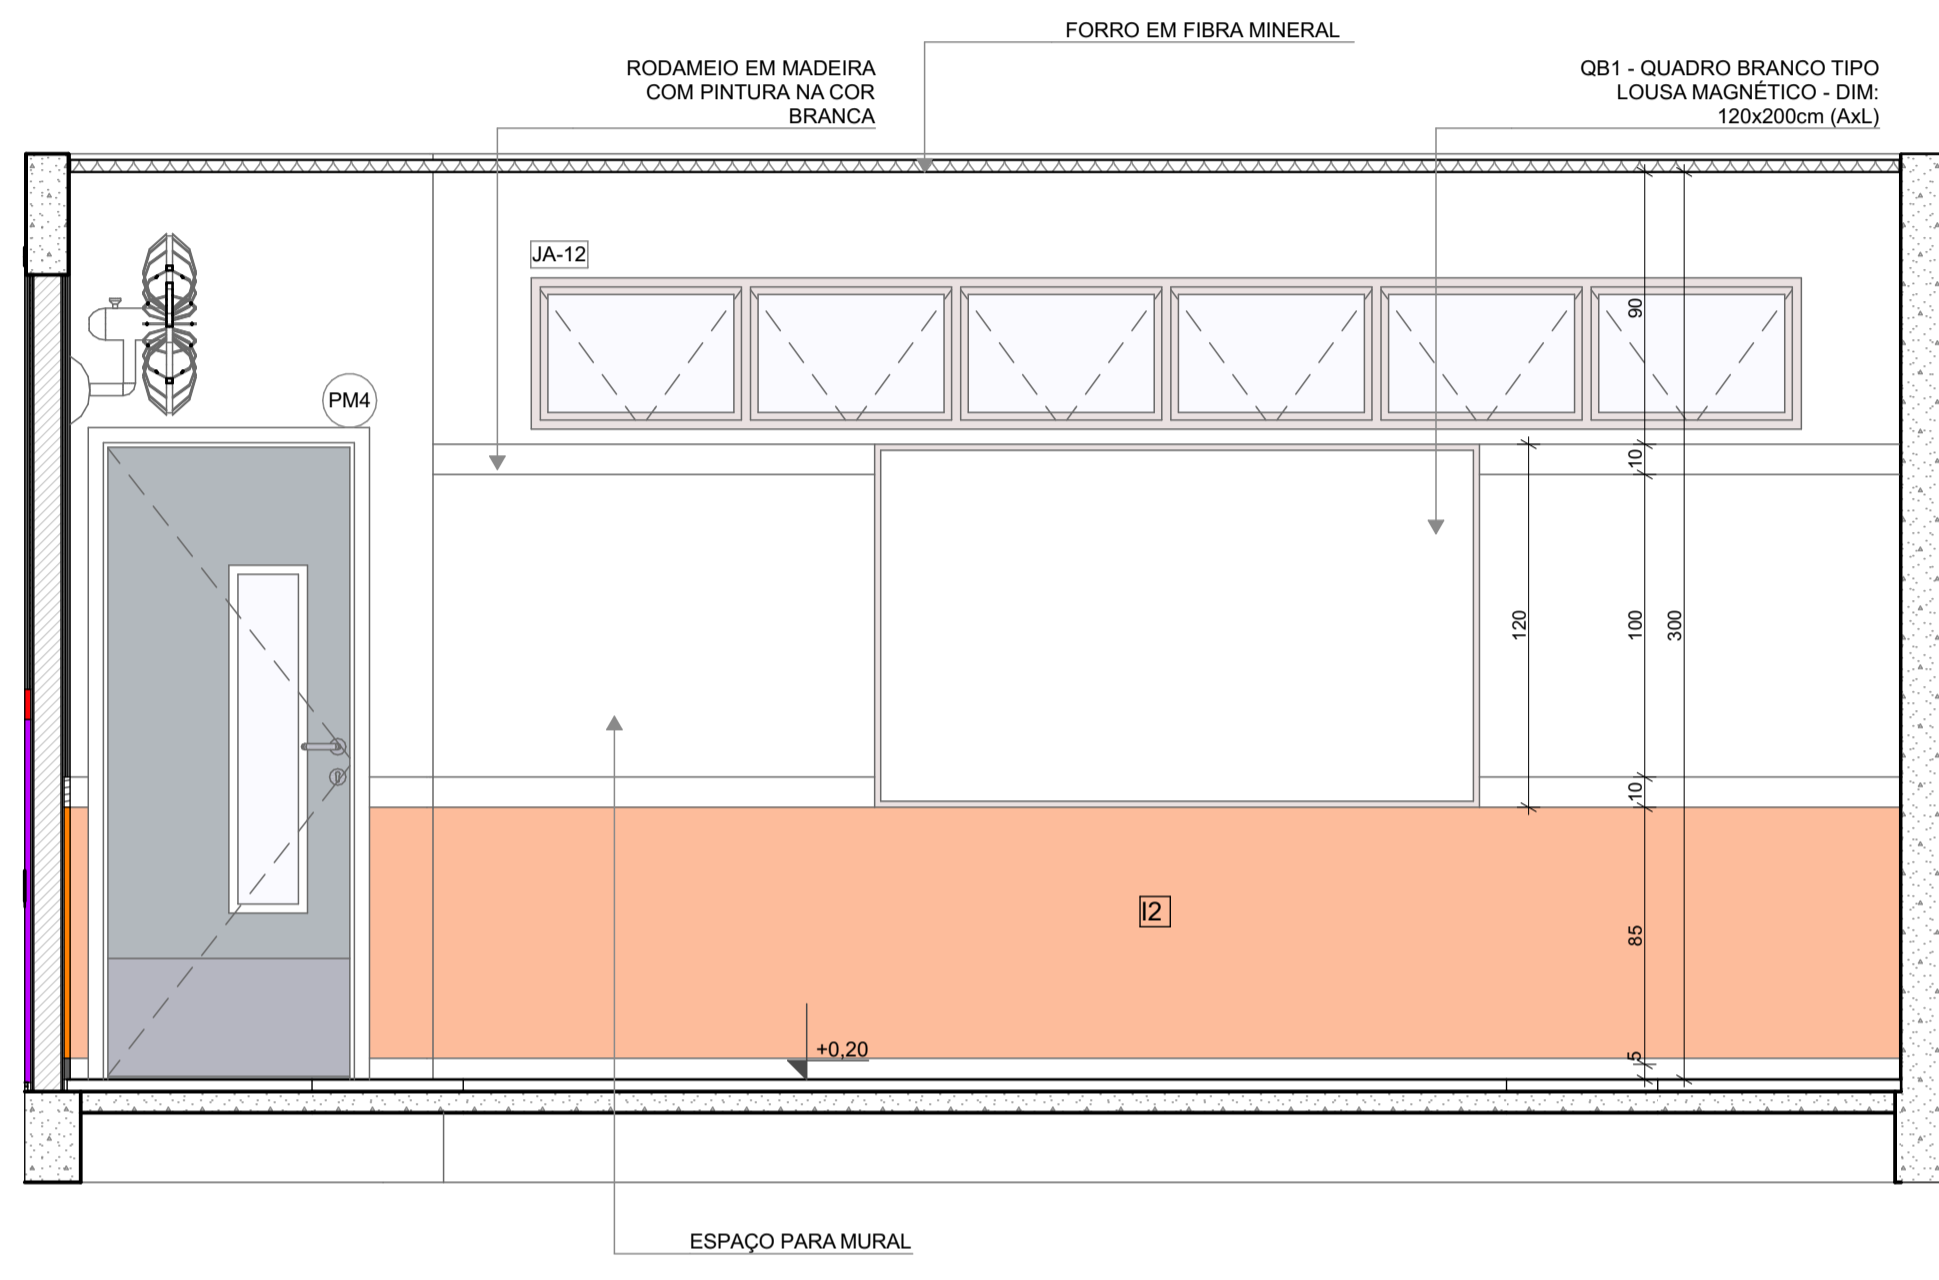 FORRO EM FIBRA MINERAL
RODAMEIO EM MADEIRA
COM PINTURA NA COR
BRANCA
QB1 - QUADRO BRANCO TIPO
LOUSA MAGNÉTICO - DIM:
120x200cm (AxL)
JA-12
90
PM4
10
120
100
300
10
I2
85
+0,20
5
ESPAÇO PARA MURAL